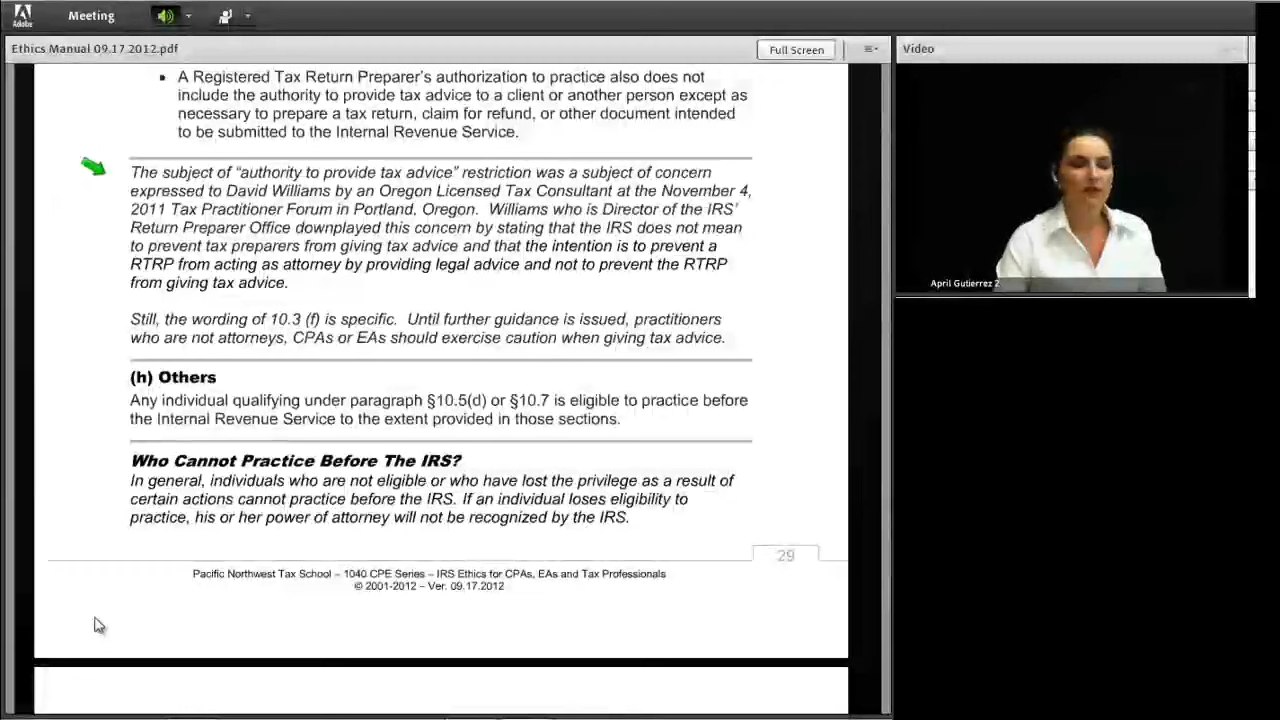 Adobe
Meeting
Ethics Manual 09.17.2012.pdf
Full Screen
Video
• A Registered Tax Return Preparer's authorization to practice also does not
include the authority to provide tax advice to a client or another person except as
necessary to prepare a tax return, claim for refund, or other document intended
to be submitted to the Internal Revenue Service.
The subject of "authority to provide tax advice" restriction was a subject of concern
expressed to David Williams by an Oregon Licensed Tax Consultant at the November 4,
2011 Tax Practitioner Forum in Portland, Oregon. Williams who is Director of the IRS'
Return Preparer Office downplayed this concern by stating that the IRS does not mean
to prevent tax preparers from giving tax advice and that the intention is to prevent a
RTRP from acting as attorney by providing legal advice and not to prevent the RTRP
from giving tax advice.
Still, the wording of 10.3 (f) is specific. Until further guidance is issued, practitioners
who are not attorneys, CPAs or EAs should exercise caution when giving tax advice.
(h) Others
Any individual qualifying under paragraph §10.5(d) or §10.7 is eligible to practice before
the Internal Revenue Service to the extent provided in those sections.
Who Cannot Practice Before The IRS?
In general, individuals who are not eligible or who have lost the privilege as a result of
certain actions cannot practice before the IRS. If an individual loses eligibility to
practice, his or her power of attorney will not be recognized by the IRS.
29
Pacific Northwest Tax School – 1040 CPE Series – IRS Ethics for CPAs, EAs and Tax Professionals
© 2001-2012 – Ver. 09.17.2012
April Gutierrez 2